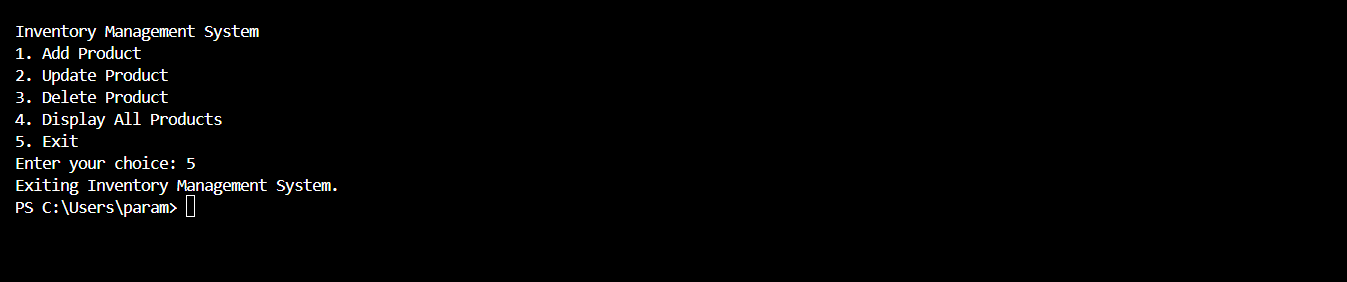 Inventory Management System
1. Add Product
2. Update Product
3. Delete Product
4. Display All Products
5. Exit
Enter your choice: 5
Exiting Inventory Management System.
PS C:\Users\param>